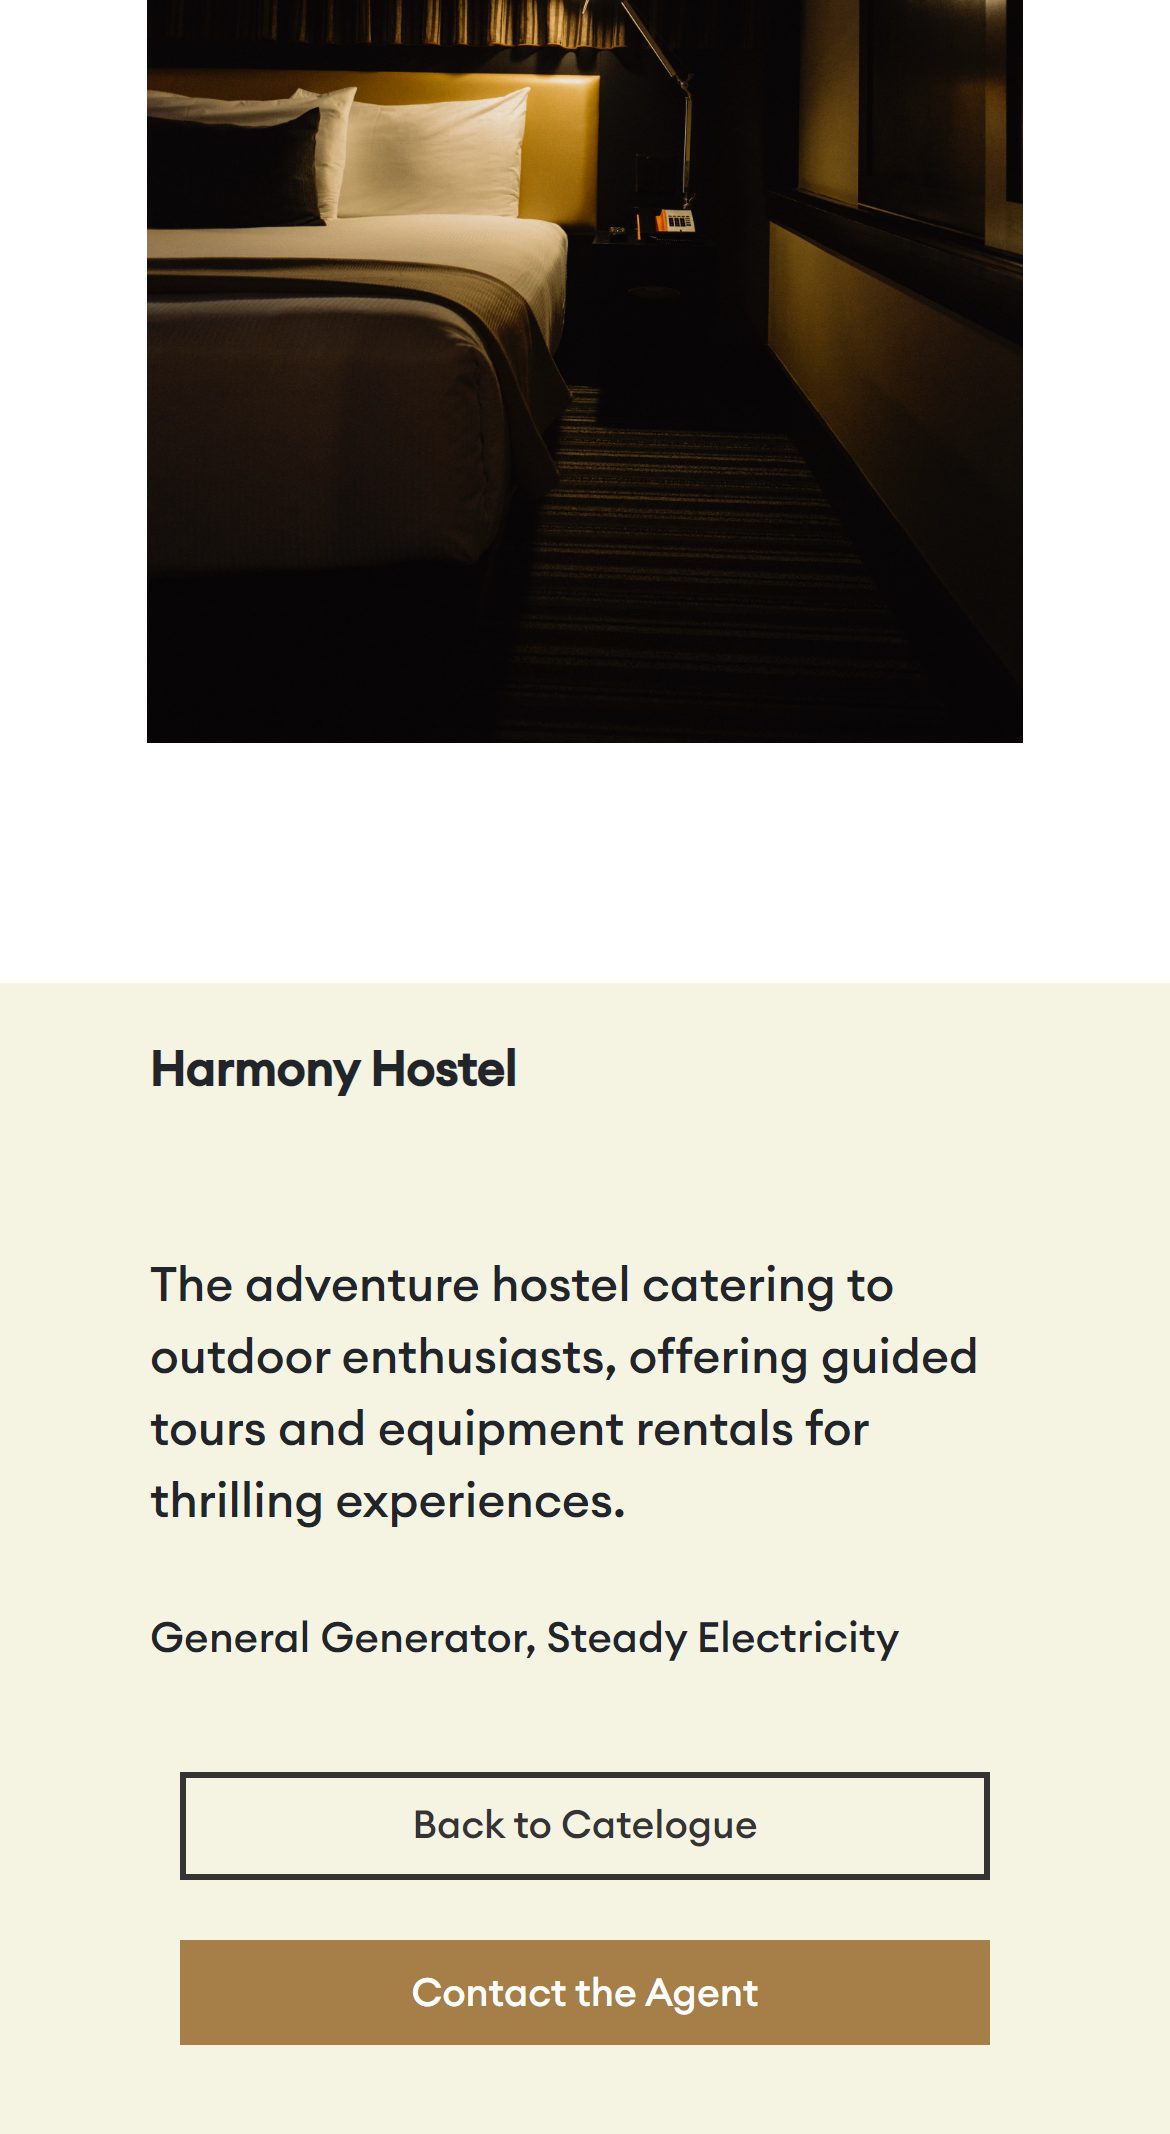 Harmony Hostel
The adventure hostel catering to
outdoor enthusiasts, offering guided
tours and equipment rentals for
thrilling experiences.
General Generator, Steady Electricity
Back to Catelogue
Contact the Agent